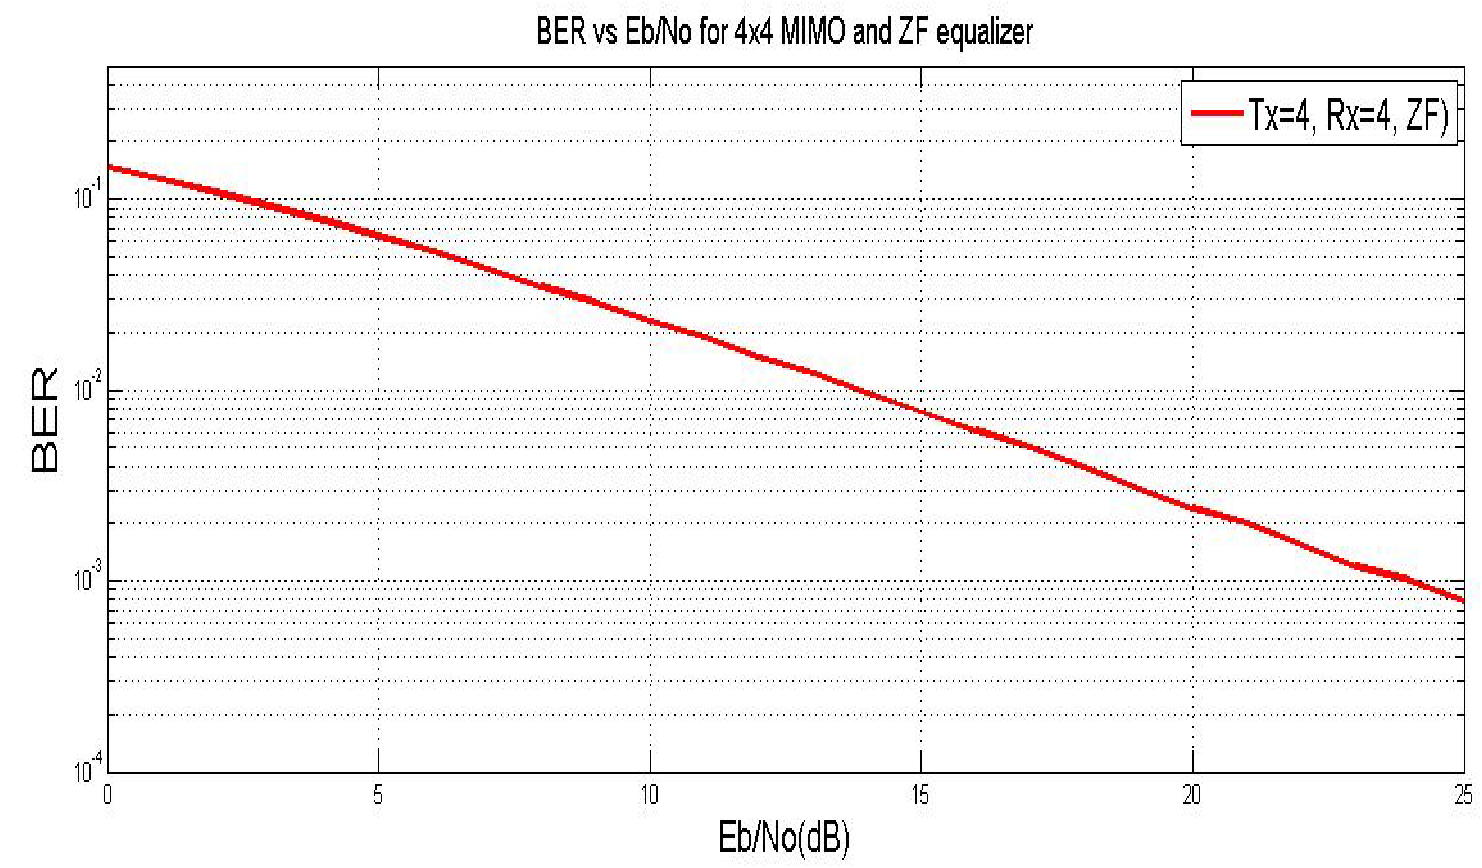 BER vs Eb/No for 4x4 MIMO and ZF equalizer
Tx=4, Rx=4, ZF)
10-1
10-2
10-3
10-4
BER
0 5 10 15 20 25
Eb/No(dB)